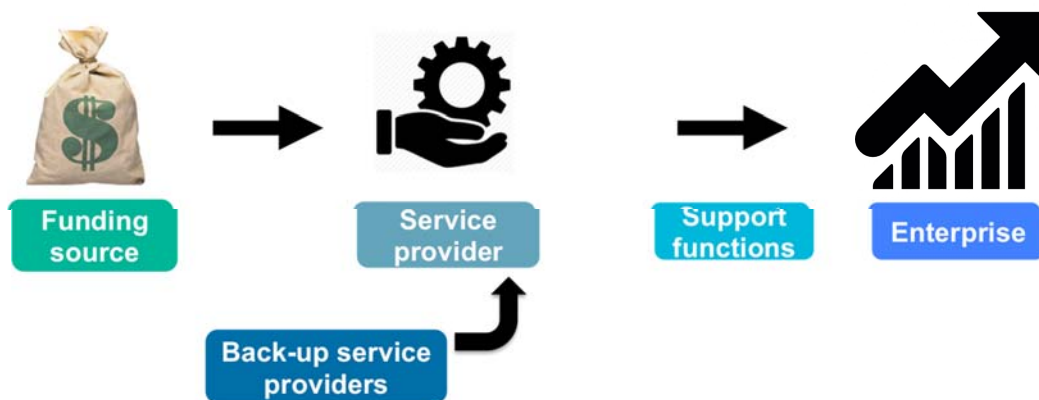 $
Funding
source
Service
provider
Support
functions
Enterprise
Back-up service
providers